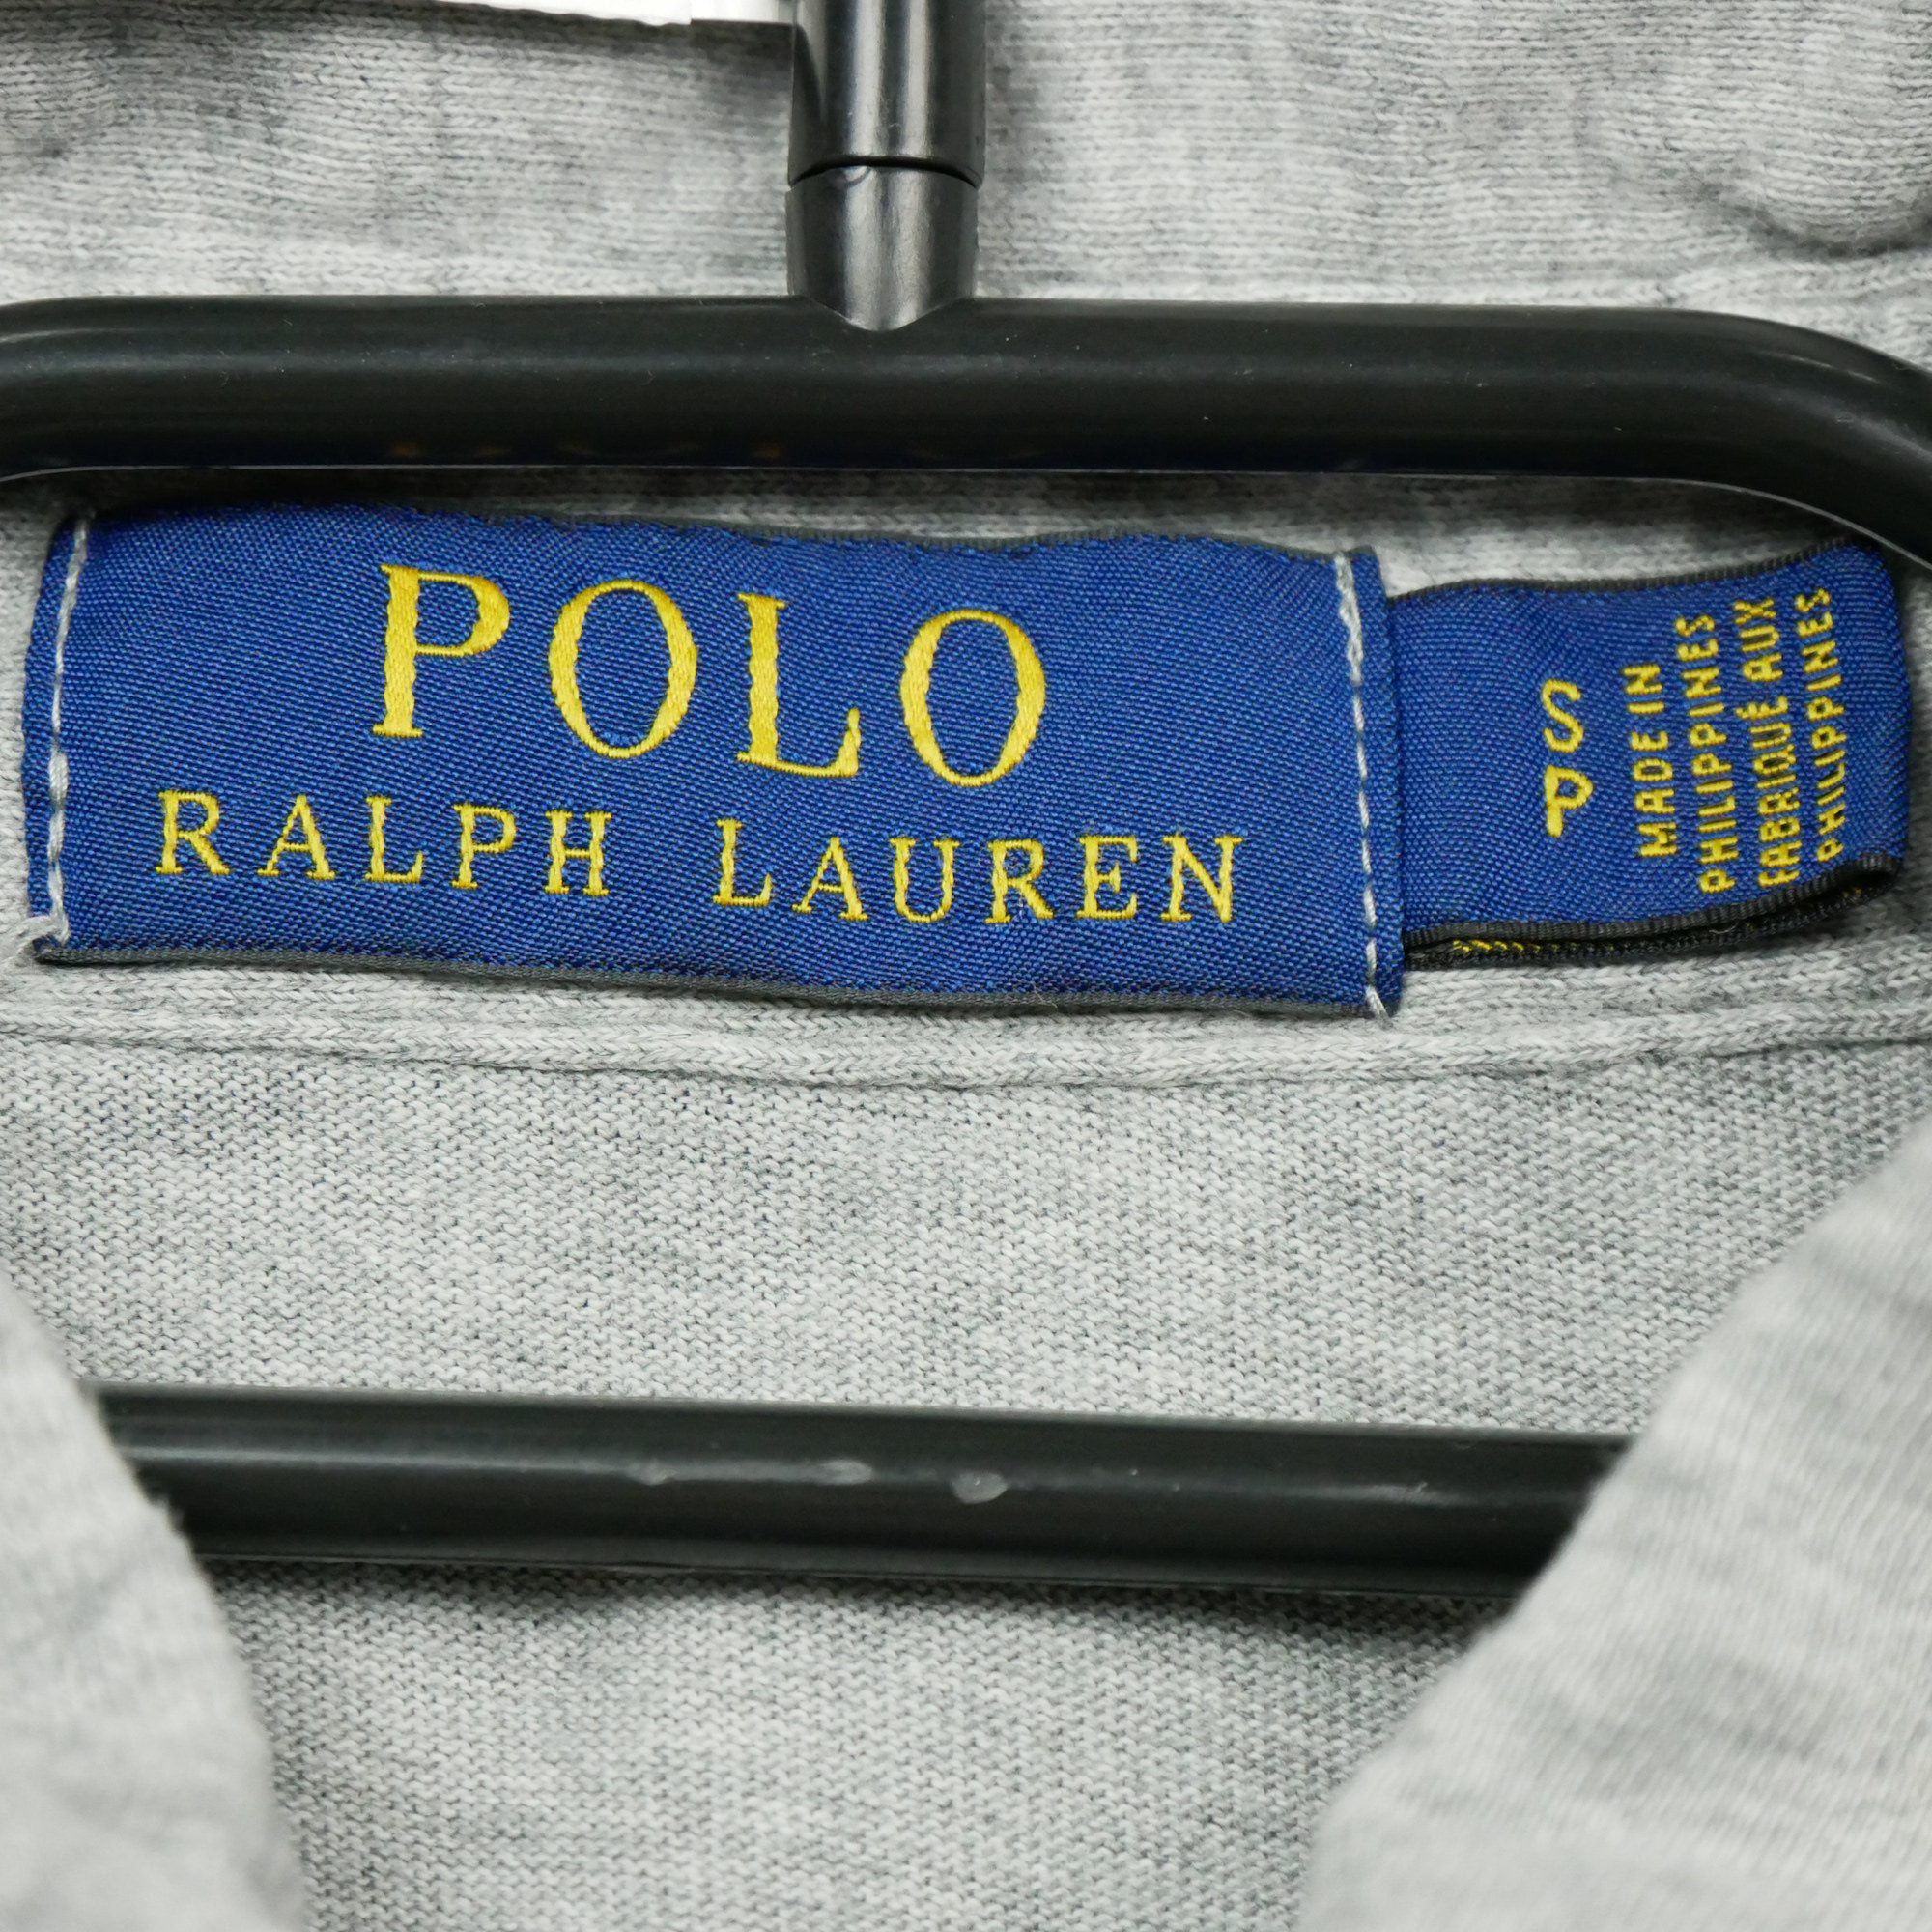 POLO
RALPH LAUREN
S
P
MADE IN
PHILIPPINES
FABRIQUÉ AUX
PHILIPPINES